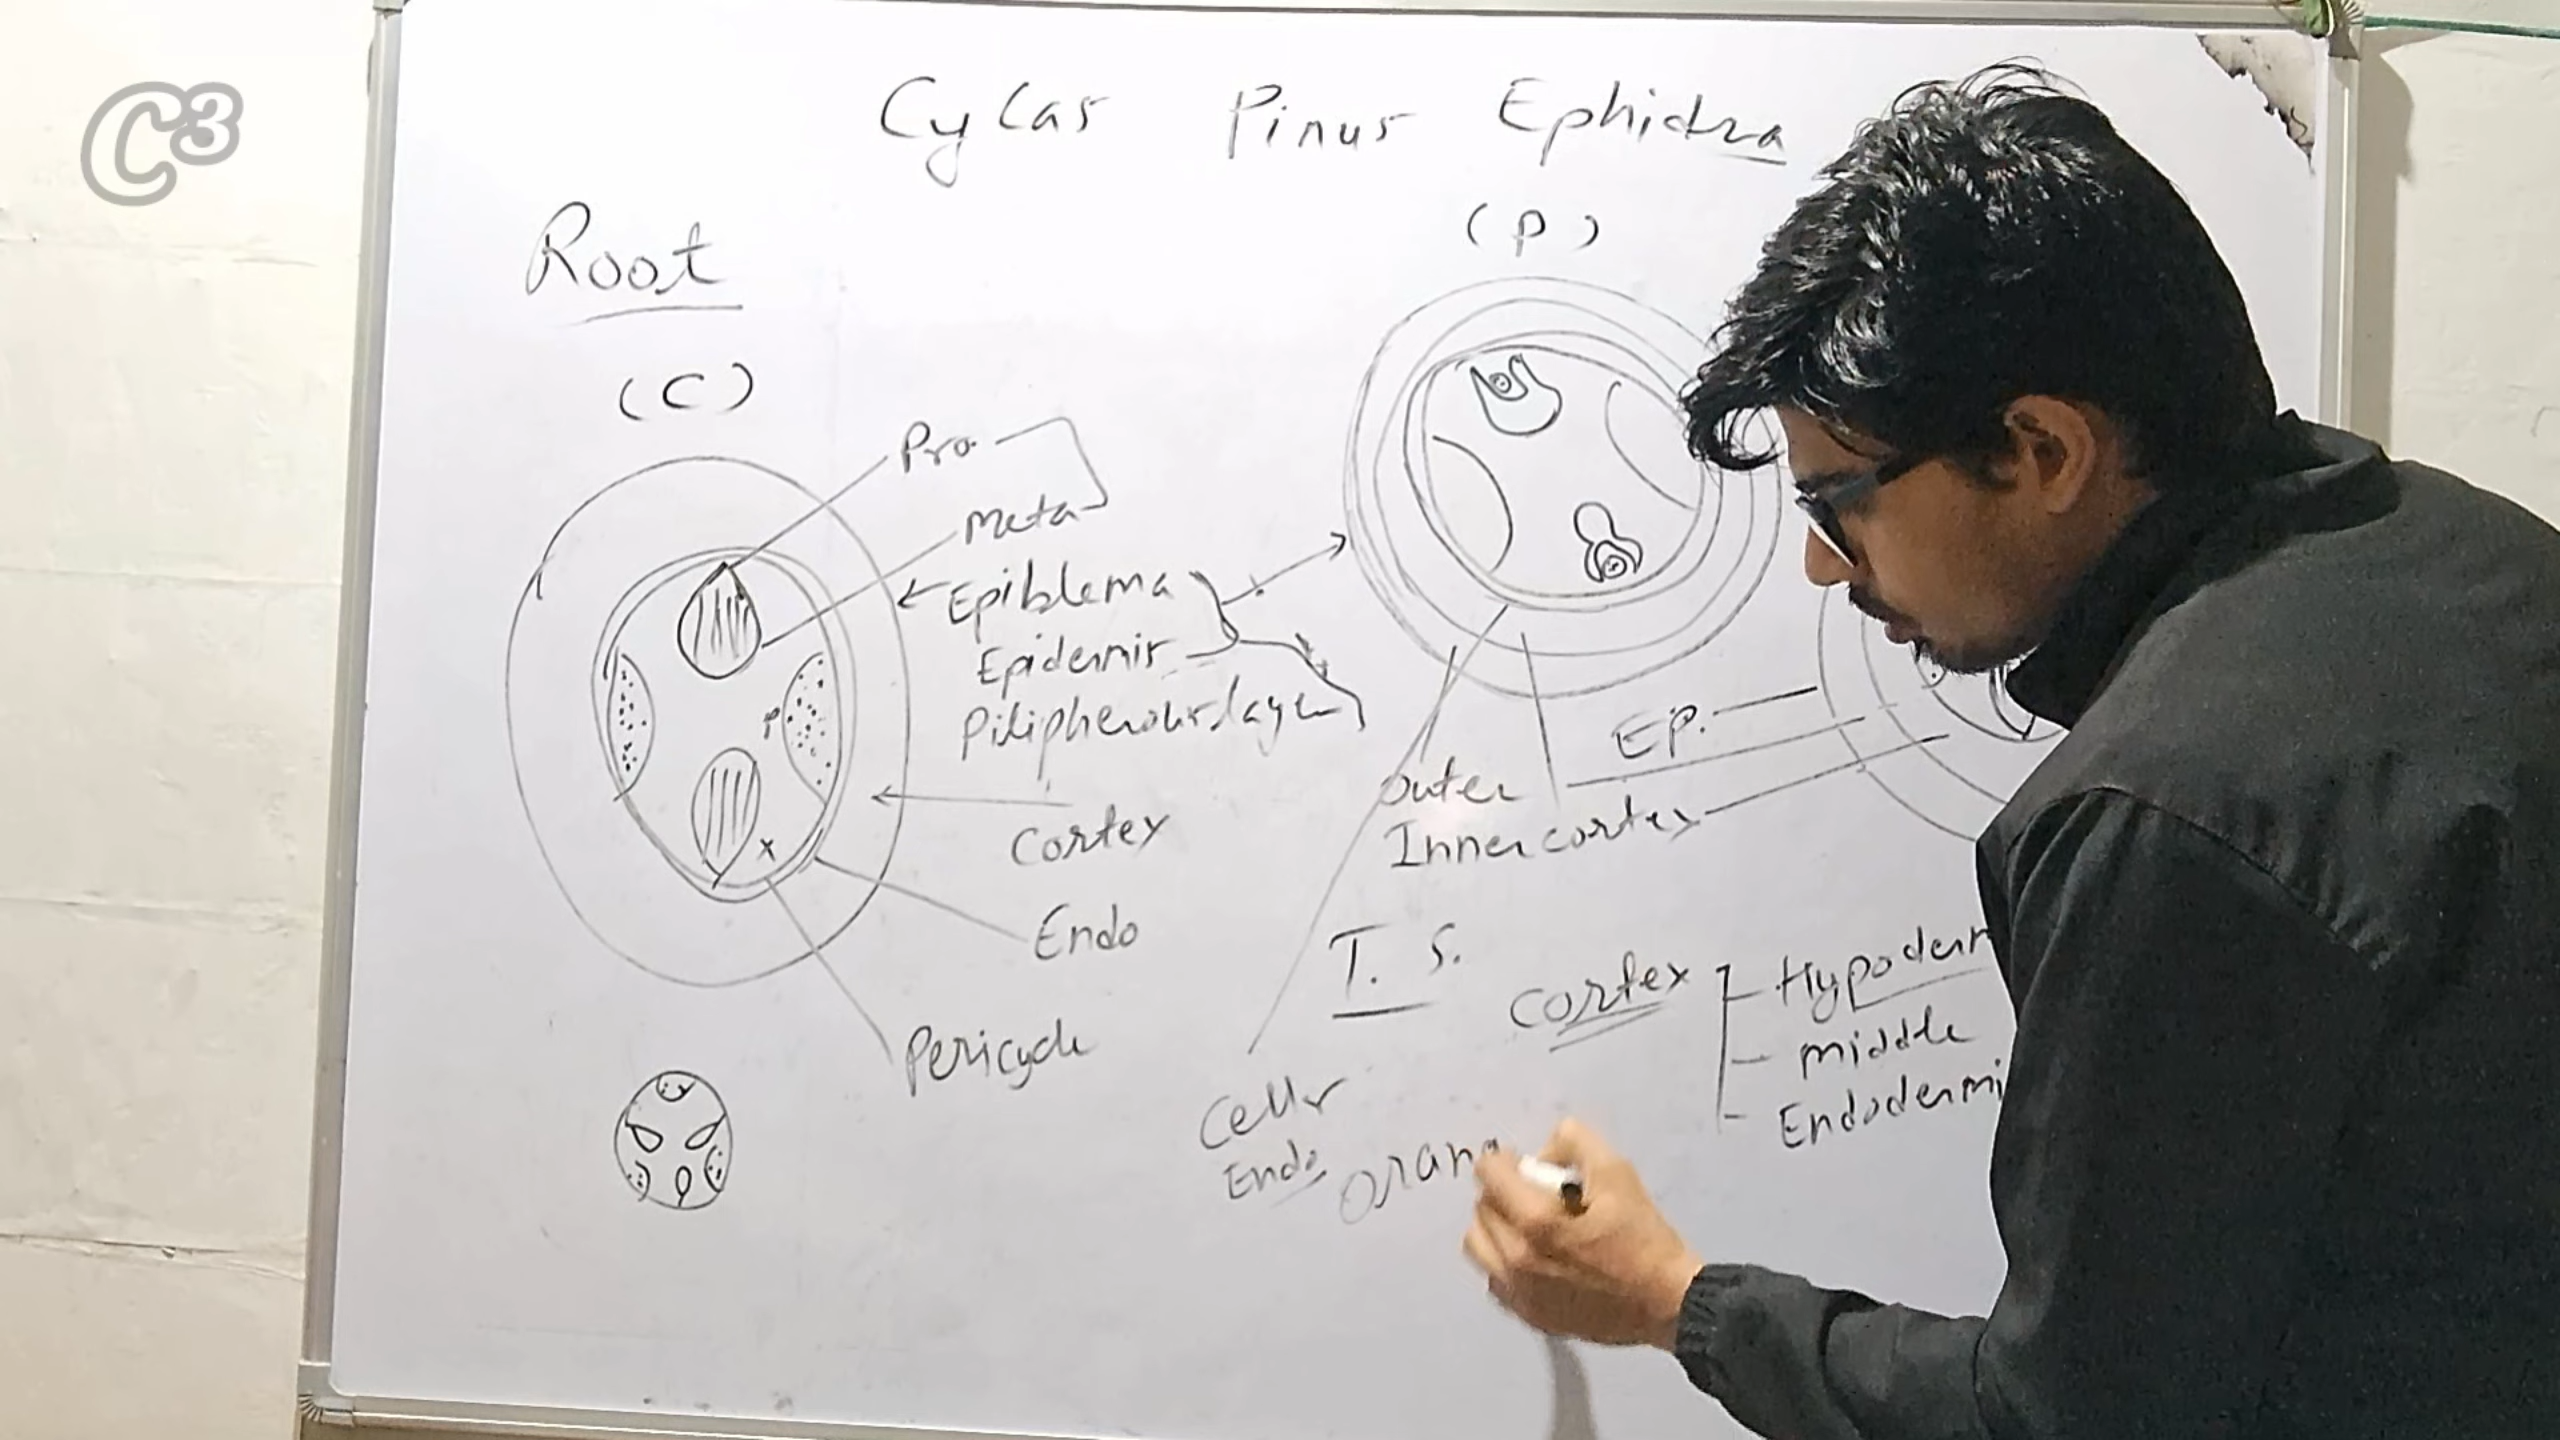 C3
Cycas Pinus Ephidra
Root
(P)
(C)
Pro.
Meta
Epiblema
Epidermis
Pilipherous layer
EP.
outer
Inner cortex
Cortex
Endo
T. S.
Cortex
Hypoderm
middle
Endodermi
Pericycle
Cells
Endo
orang
P
x